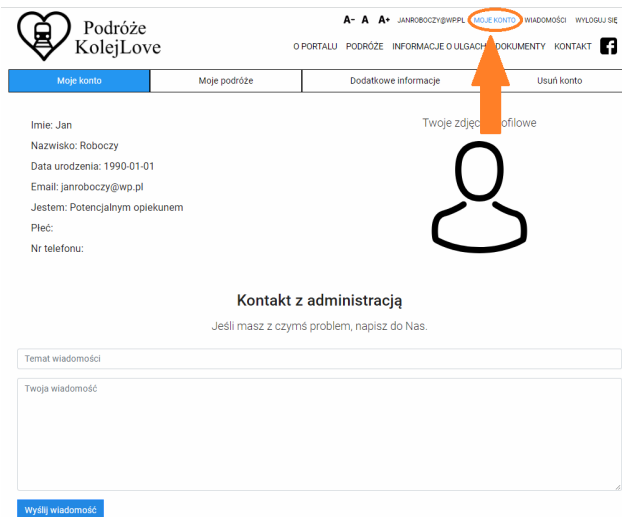 Podróże
KolejLove
A- A A+ JANROBOCZY@WP.PL MOJE KONTO WIADOMOŚCI WYLOGUJ SIĘ
O PORTALU PODRÓŻE INFORMACJE O ULGACH DOKUMENTY KONTAKT
Moje konto Moje podróże Dodatkowe informacje Usuń konto
Imie: Jan
Nazwisko: Roboczy
Data urodzenia: 1990-01-01
Email: janroboczy@wp.pl
Jestem: Potencjalnym opiekunem
Płeć:
Nr telefonu:
Twoje zdjęc ofilowe
Kontakt z administracją
Jeśli masz z czymś problem, napisz do Nas.
Temat wiadomości
Twoja wiadomość
Wyślij wiadomość